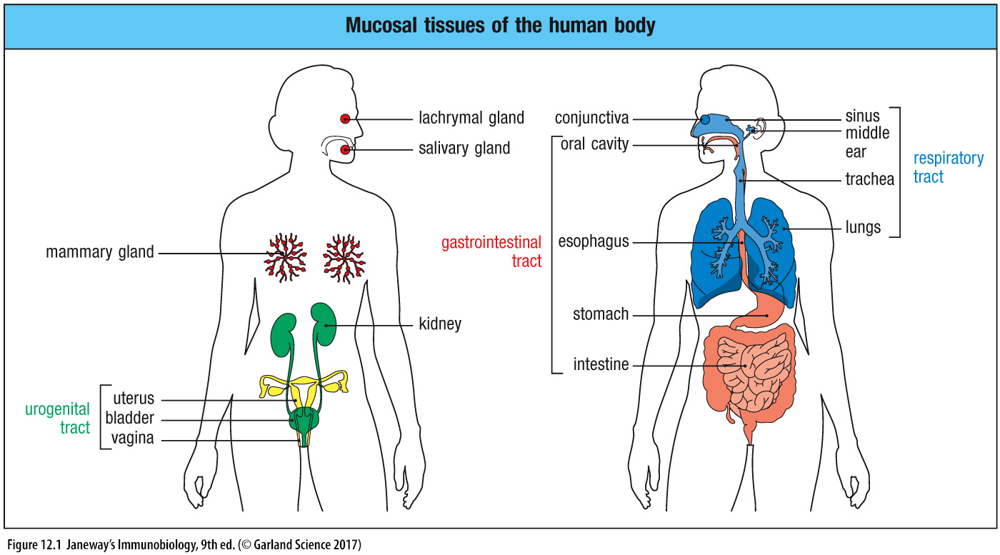 Mucosal tissues of the human body
lachrymal gland
salivary gland
mammary gland
kidney
urogenital
tract
uterus
bladder
vagina
conjunctiva
oral cavity
gastrointestinal
tract
esophagus
stomach
intestine
sinus
middle
ear
trachea
lungs
respiratory
tract
Figure 12.1 Janeway’s Immunobiology, 9th ed. (© Garland Science 2017)